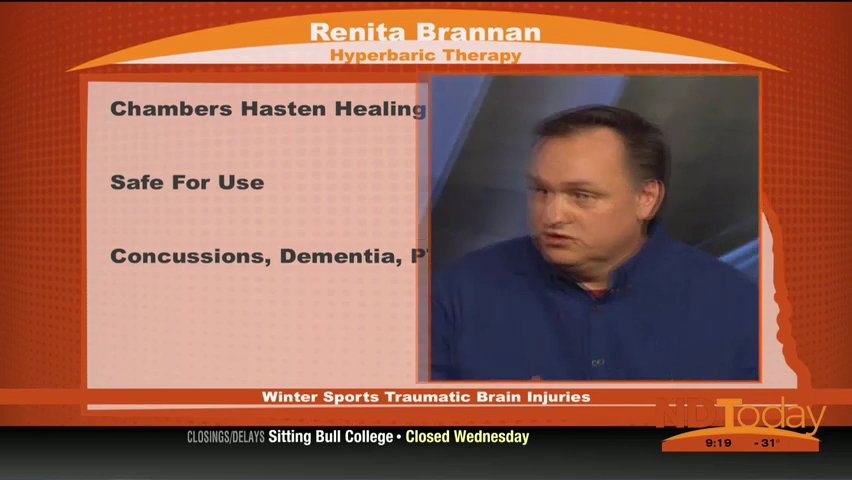 Renita Brannan
Hyperbaric Therapy
Chambers Hasten Healing
Safe For Use
Concussions, Dementia,
Winter Sports Traumatic Brain Injuries
NDToday
CLOSINGS/DELAYS Sitting Bull College • Closed Wednesday
9:19 -31°